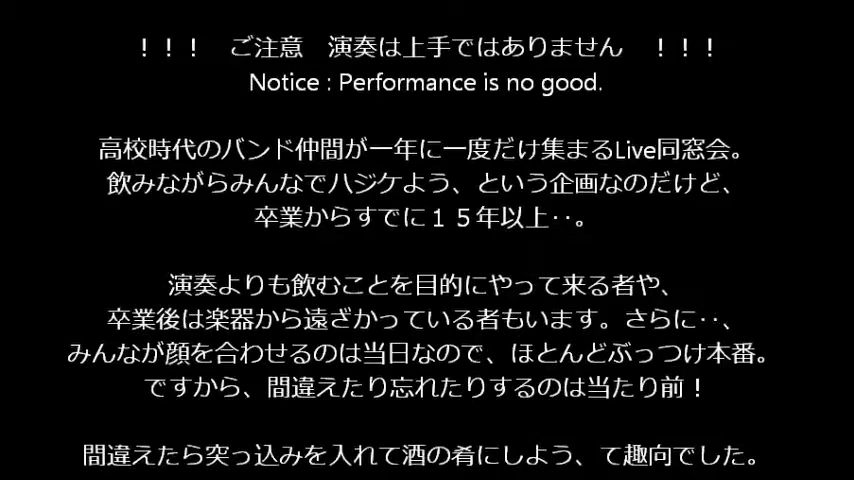 ！！！　ご注意　演奏は上手ではありません　！！！
Notice : Performance is no good.
高校時代のバンド仲間が一年に一度だけ集まるLive同窓会。
飲みながらみんなでハジケよう、という企画なのだけど、
卒業からすでに１５年以上‥。
演奏よりも飲むことを目的にやって来る者や、
卒業後は楽器から遠ざかっている者もいます。さらに‥、
みんなが顔を合わせるのは当日なので、ほとんどぶっつけ本番。
ですから、間違えたり忘れたりするのは当たり前！
間違えたら突っ込みを入れて酒の肴にしよう、て趣向でした。